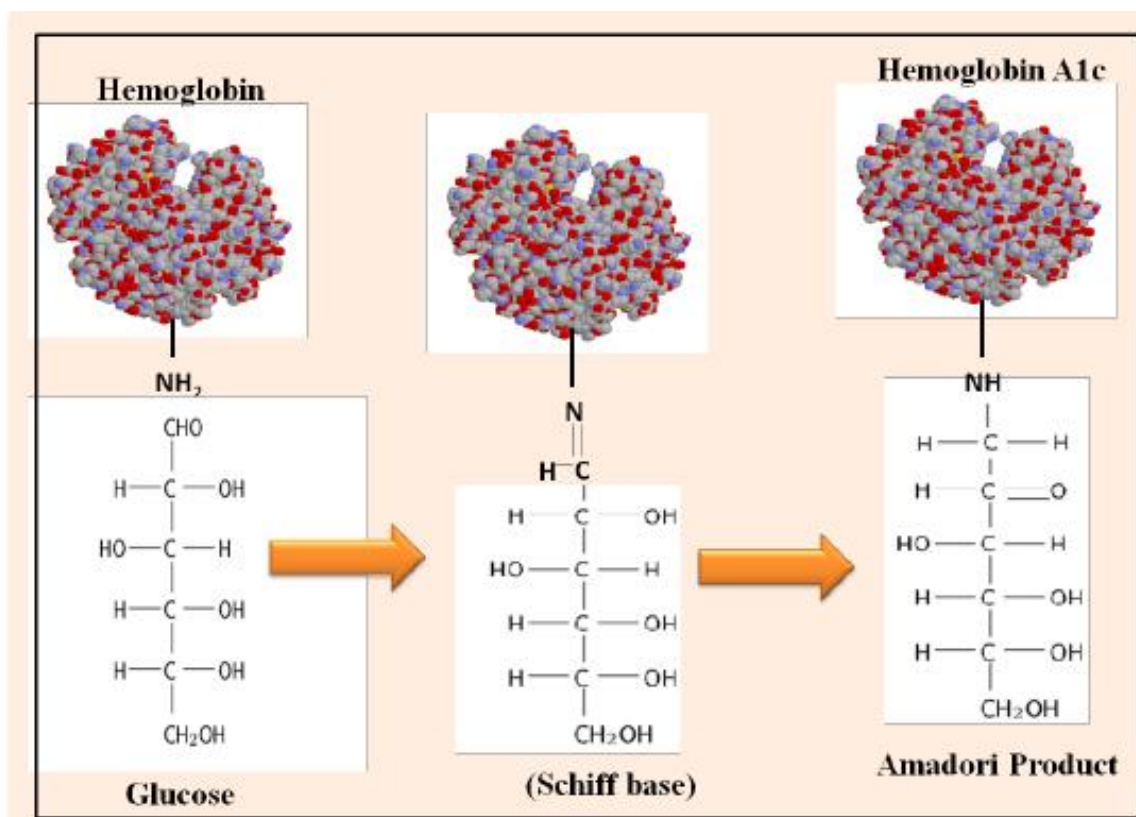 Hemoglobin
NH₂
CHO
H—C—OH
HO—C—H
H—C—OH
H—C—OH
CH₂OH
Glucose
N
H—C
H—C—OH
HO—C—H
H—C—OH
H—C—OH
CH₂OH
(Schiff base)
Hemoglobin A1c
NH
H—C—H
H—C=O
HO—C—H
H—C—OH
H—C—OH
CH₂OH
Amadori Product